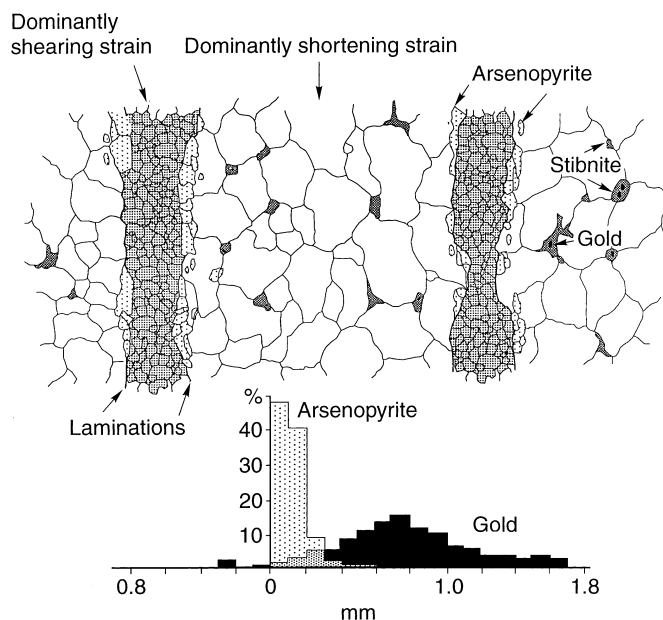 Dominantly
shearing strain
Dominantly shortening strain
Arsenopyrite
Stibnite
Gold
Laminations
%
Arsenopyrite
40
30
20
10
Gold
0.8
0
1.0
1.8
mm